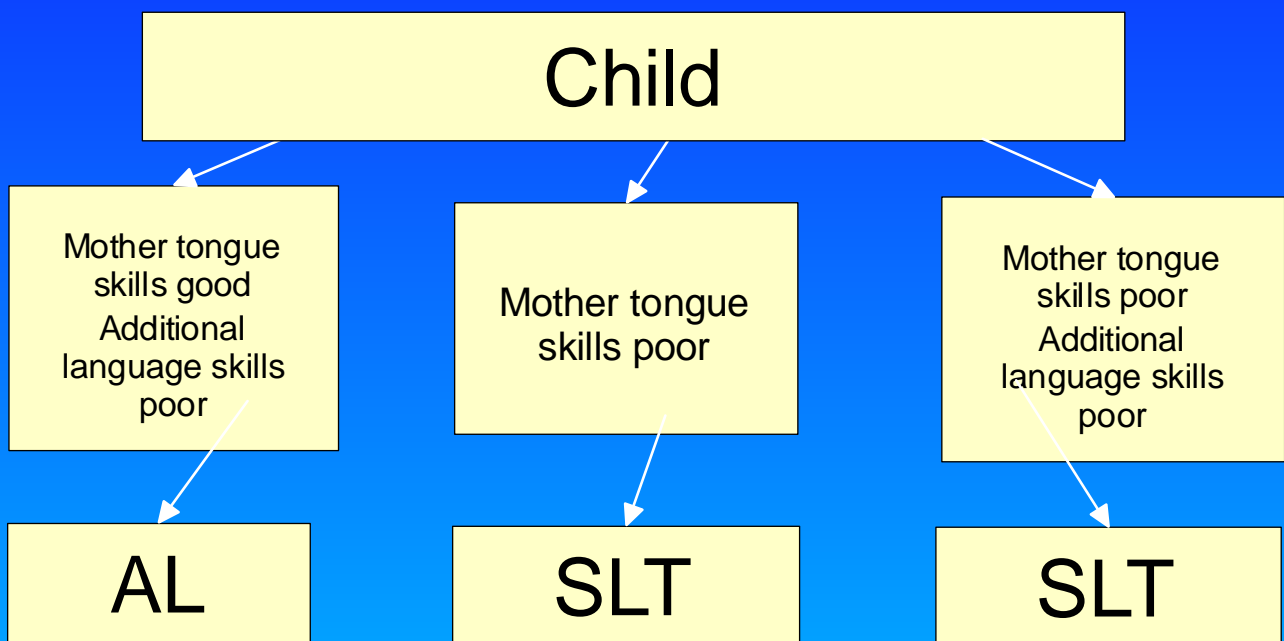 Child
Mother tongue
skills good
Additional
language skills
poor
Mother tongue
skills poor
Mother tongue
skills poor
Additional
language skills
poor
AL
SLT
SLT